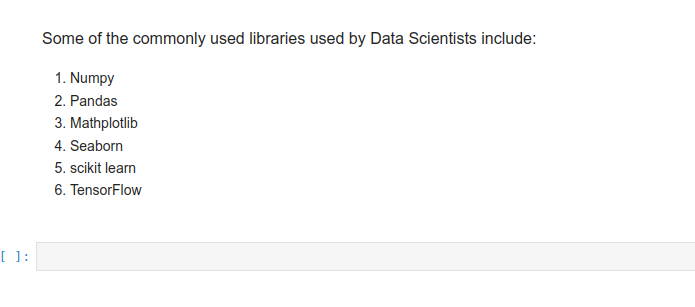 Some of the commonly used libraries used by Data Scientists include:
1. Numpy
2. Pandas
3. Mathplotlib
4. Seaborn
5. scikit learn
6. TensorFlow
[ ]: